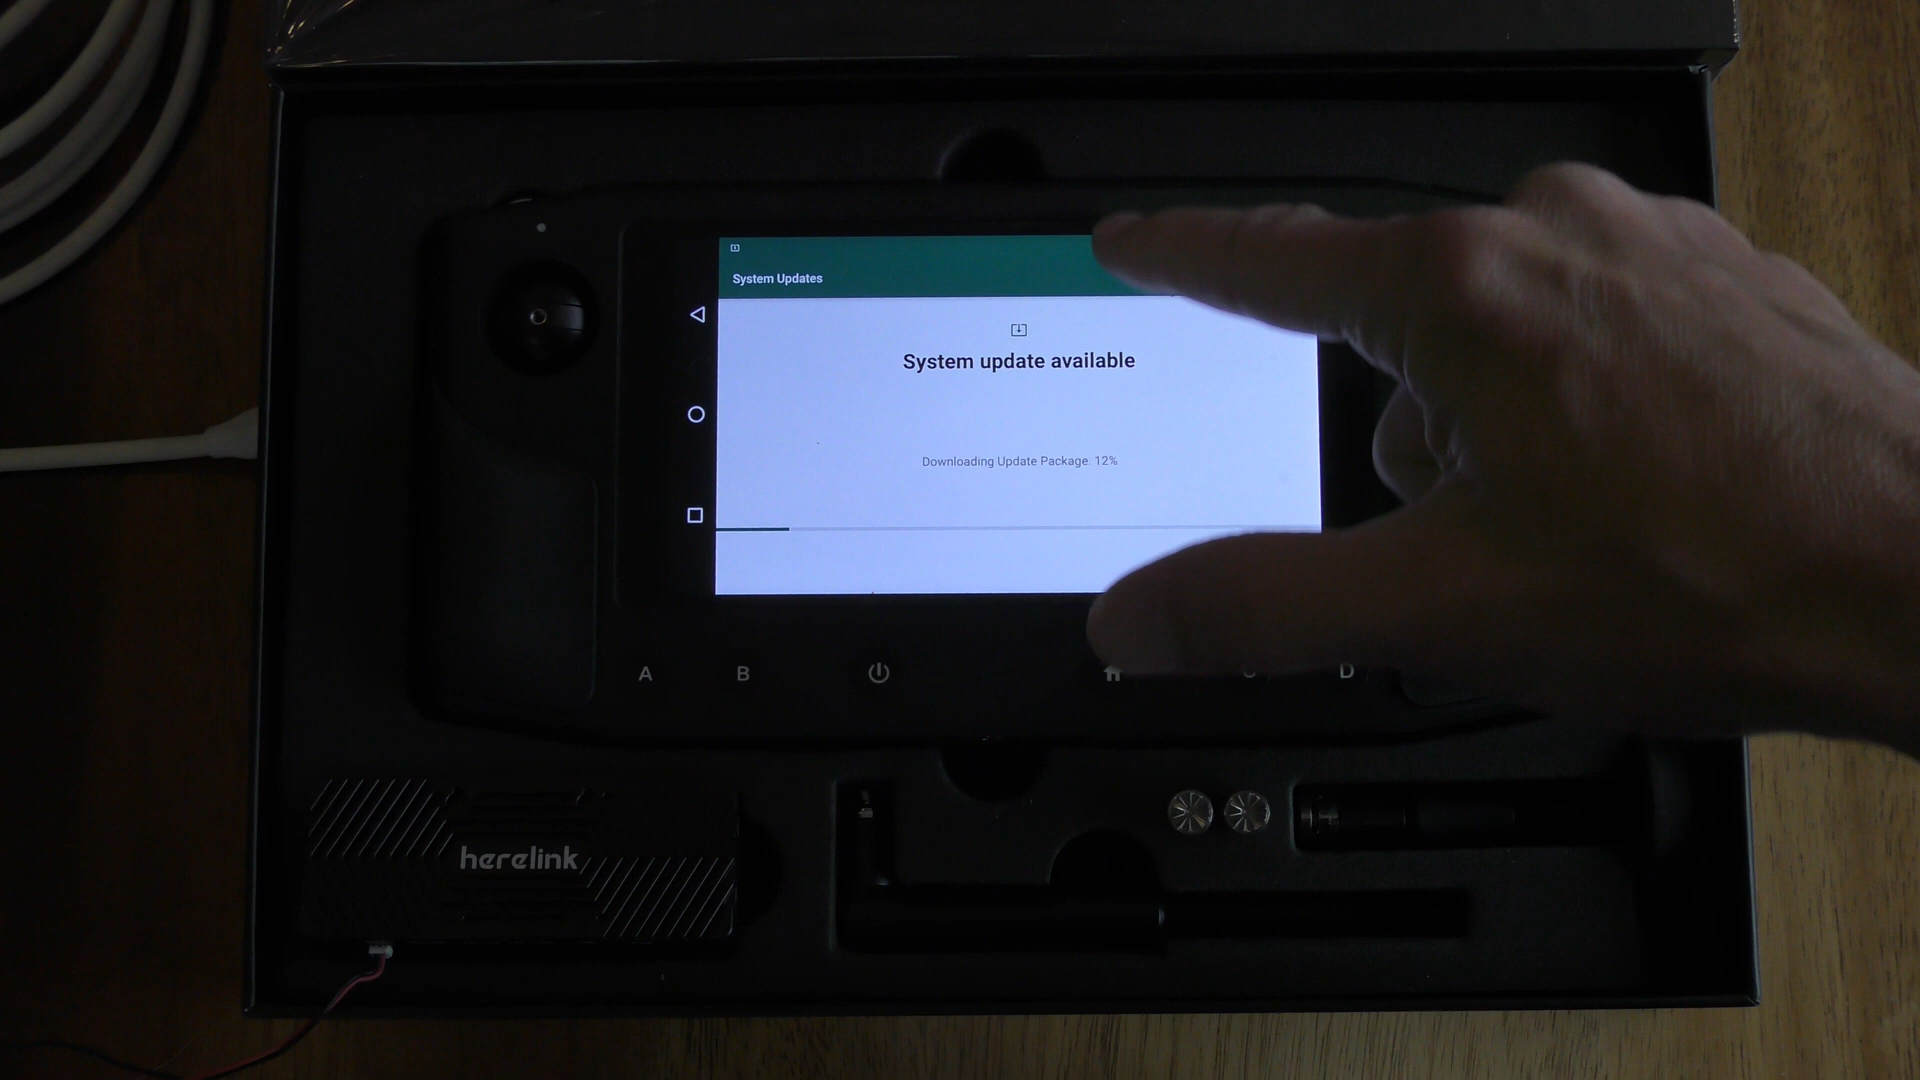 System Updates
System update available
Downloading Update Package. 12%
A
B
D
herelink